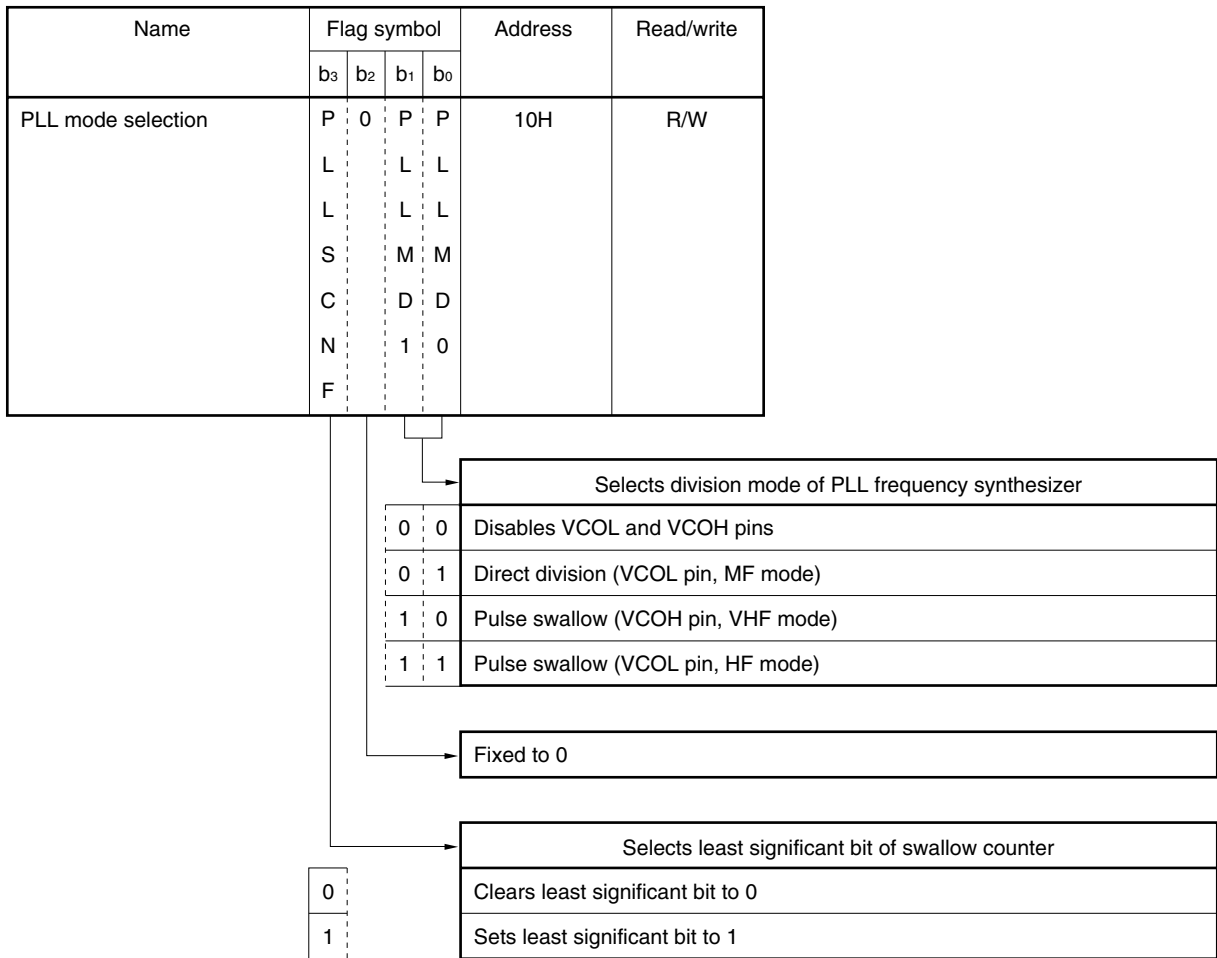 Name Flag symbol Address Read/write
b3 b2 b1 b0
PLL mode selection P 0 P P 10H R/W
L L L
L L L
S M M
C D D
N 1 0
F
Selects division mode of PLL frequency synthesizer
0 0 Disables VCOL and VCOH pins
0 1 Direct division (VCOL pin, MF mode)
1 0 Pulse swallow (VCOH pin, VHF mode)
1 1 Pulse swallow (VCOL pin, HF mode)
Fixed to 0
Selects least significant bit of swallow counter
0 Clears least significant bit to 0
1 Sets least significant bit to 1